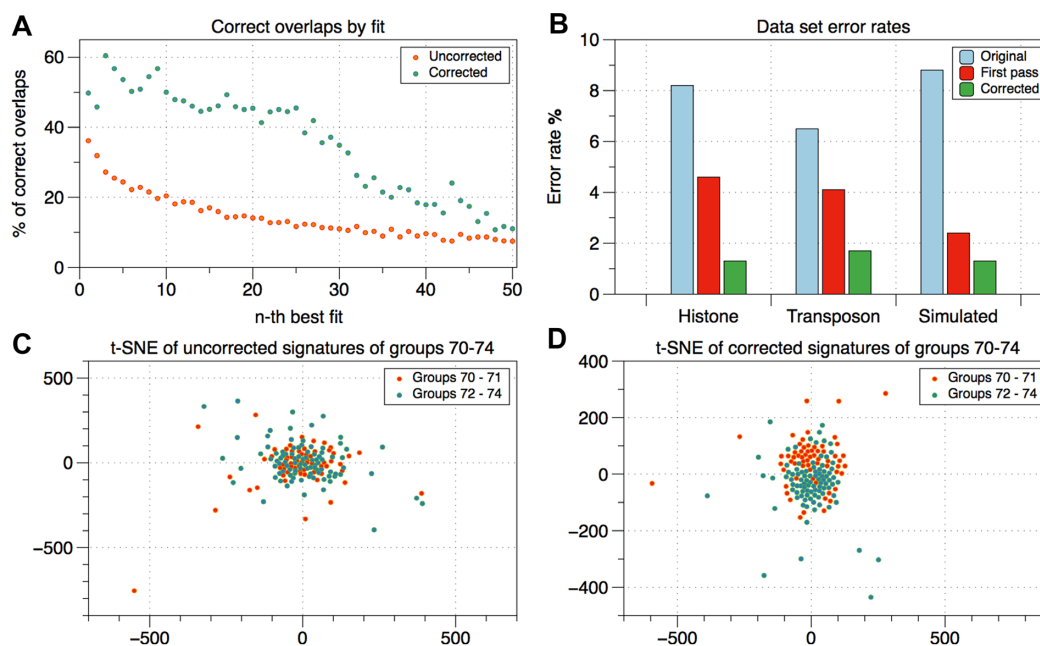 A
Correct overlaps by fit
% of correct overlaps
60
40
20
0
Uncorrected
Corrected
0 10 20 30 40 50
n-th best fit
B
Data set error rates
Error rate %
10
8
6
4
2
0
Original
First pass
Corrected
Histone Transposon Simulated
C
t-SNE of uncorrected signatures of groups 70-74
500
0
−500
Groups 70 - 71
Groups 72 - 74
−500 0 500
D
t-SNE of corrected signatures of groups 70-74
400
200
0
−200
−400
Groups 70 - 71
Groups 72 - 74
−500 0 500